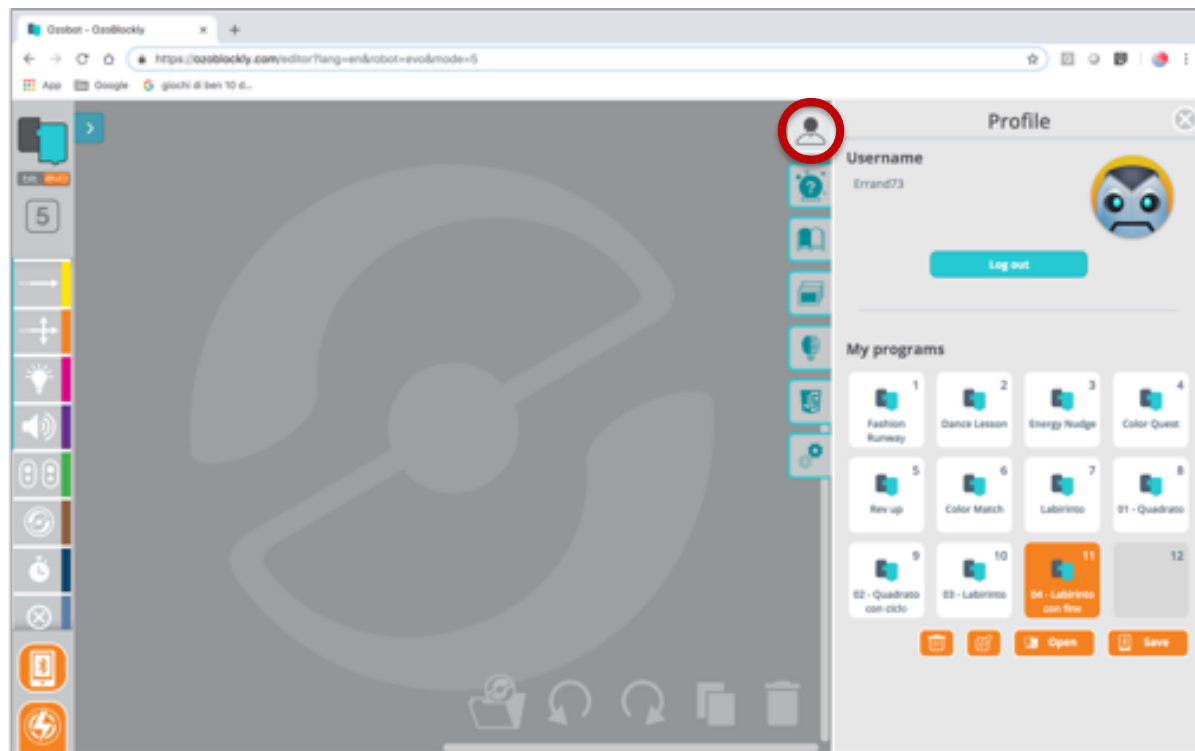 Ozobot - OzoBlockly
https://ozoblockly.com/editor?lang=en&robot=evo&mode=5
App Google giochi di ben 10 d...
bit evo
5
Profile
Username
Errand73
Log out
My programs
1 2 3 4
Fashion Runway Dance Lesson Energy Nudge Color Quest
5 6 7 8
Rev up Color Match Labirinto 01 - Quadrato
9 10 11 12
02 - Quadrato con ciclo 03 - Labirinto 04 - Labirinto con fine
Open Save